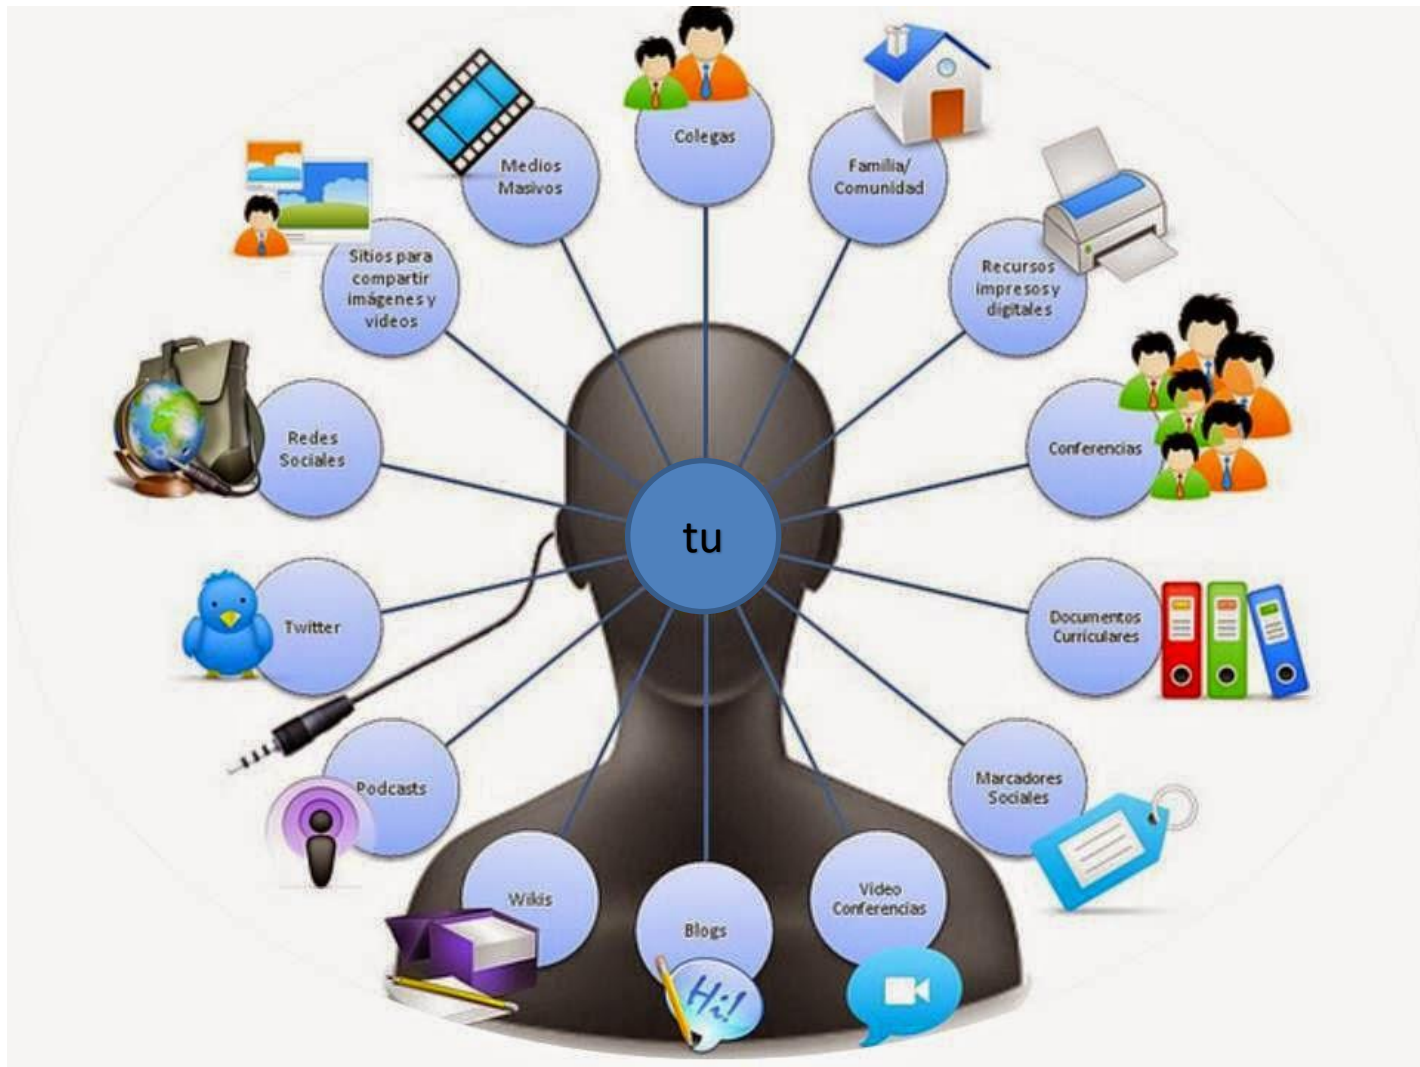 Colegas
Medios
Masivos
Familia/
Comunidad
Sitios para
compartir
imágenes y
videos
Recursos
impresos y
digitales
Redes
Sociales
Conferencias
tu
Twitter
Documentos
Curriculares
Podcasts
Marcadores
Sociales
Wikis
Blogs
Video
Conferencias
Hi!